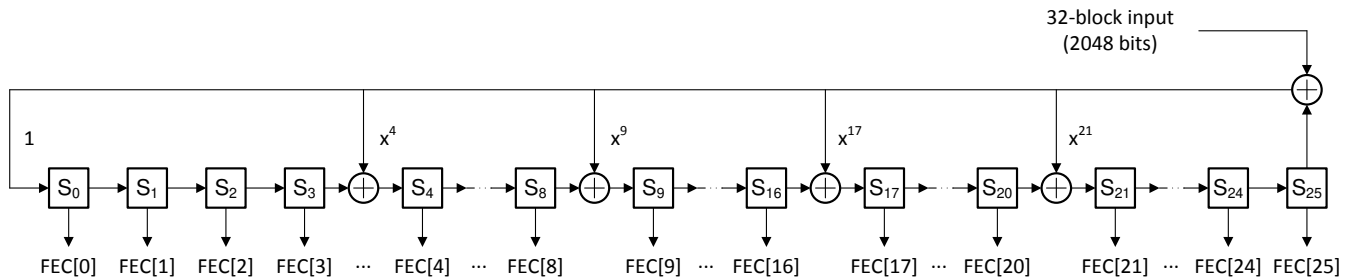 32-block input
(2048 bits)
1 x⁴ x⁹ x¹⁷ x²¹
S₀ S₁ S₂ S₃ S₄ S₈ S₉ S₁₆ S₁₇ S₂₀ S₂₁ S₂₄ S₂₅
FEC[0] FEC[1] FEC[2] FEC[3] ... FEC[4] ... FEC[8] FEC[9] ... FEC[16] FEC[17] ... FEC[20] FEC[21] ... FEC[24] FEC[25]